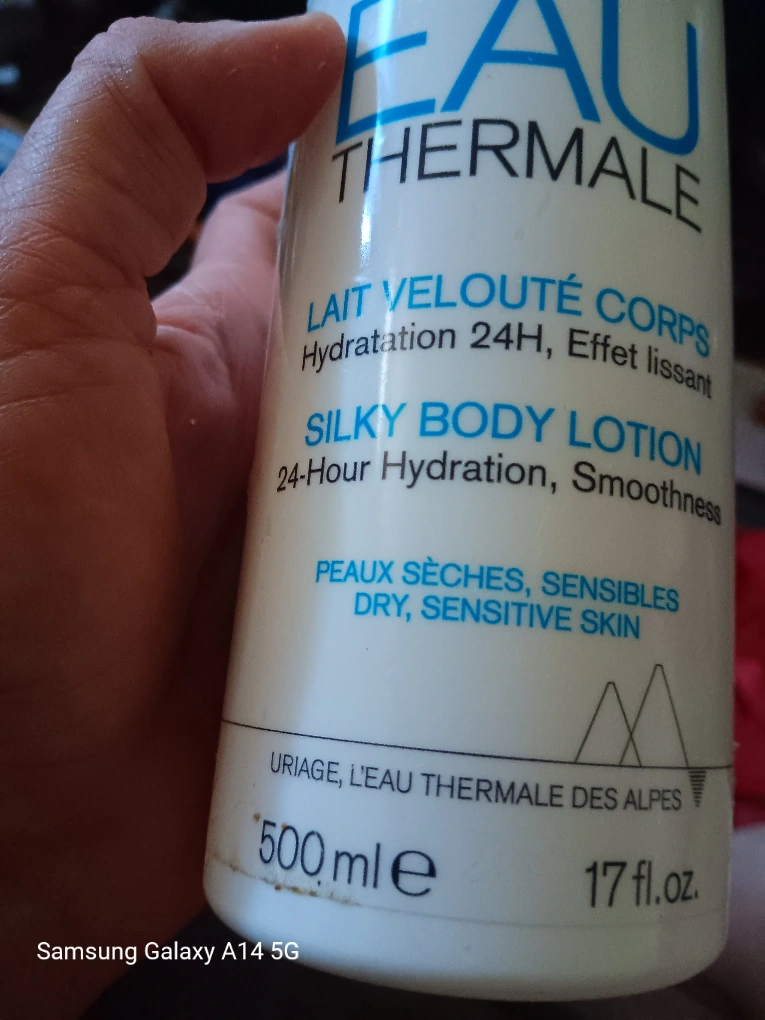 EAU
THERMALE
LAIT VELOUTÉ CORPS
Hydratation 24H, Effet lissant
SILKY BODY LOTION
24-Hour Hydration, Smoothness
PEAUX SÈCHES, SENSIBLES
DRY, SENSITIVE SKIN
URIAGE, L'EAU THERMALE DES ALPES
500 ml e 17 fl.oz.
Samsung Galaxy A14 5G